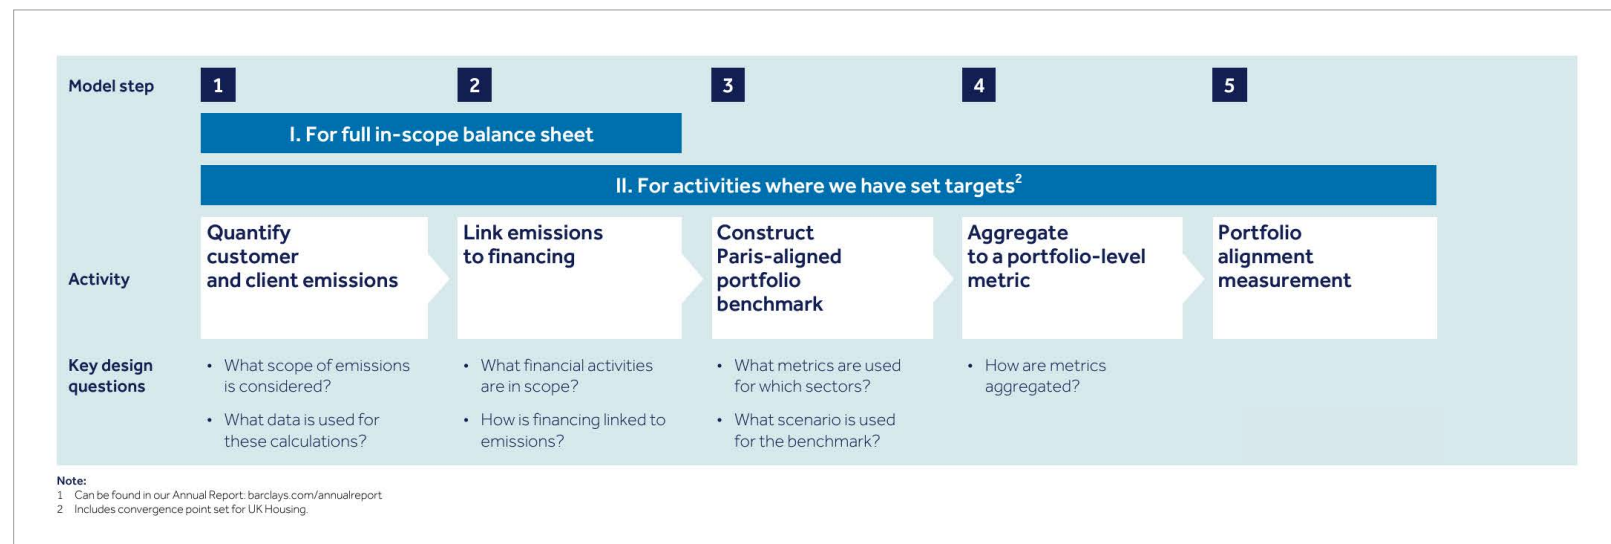 Model step
1
2
3
4
5
I. For full in-scope balance sheet
II. For activities where we have set targets2
Activity
Quantify
customer
and client emissions
Link emissions
to financing
Construct
Paris-aligned
portfolio
benchmark
Aggregate
to a portfolio-level
metric
Portfolio
alignment
measurement
Key design
questions
• What scope of emissions
is considered?
• What data is used for
these calculations?
• What financial activities
are in scope?
• How is financing linked to
emissions?
• What metrics are used
for which sectors?
• What scenario is used
for the benchmark?
• How are metrics
aggregated?
Note:
1 Can be found in our Annual Report: barclays.com/annualreport
2 Includes convergence point set for UK Housing.